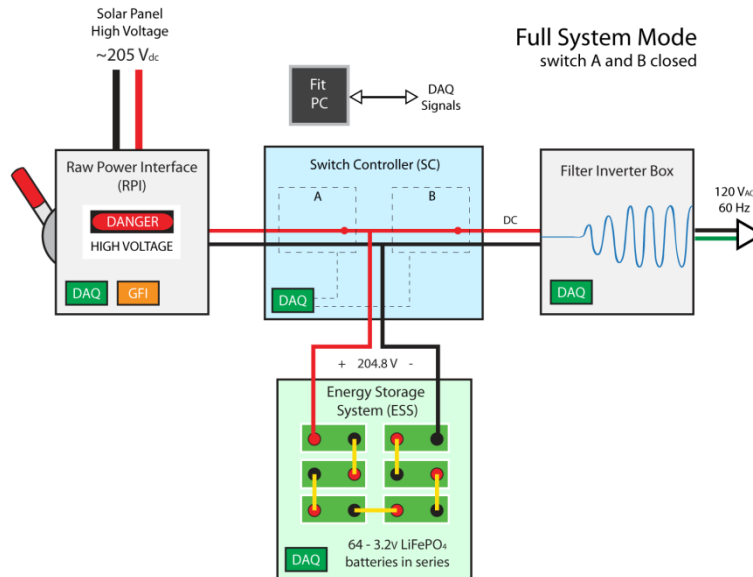 Solar Panel
High Voltage
~205 Vdc
Full System Mode
switch A and B closed
Fit
PC
DAQ
Signals
Raw Power Interface
(RPI)
DANGER
HIGH VOLTAGE
DAQ
GFI
Switch Controller (SC)
A
B
DAQ
DC
Filter Inverter Box
DAQ
120 VAC
60 Hz
+ 204.8 V -
Energy Storage
System (ESS)
DAQ
64 - 3.2V LiFePO4
batteries in series